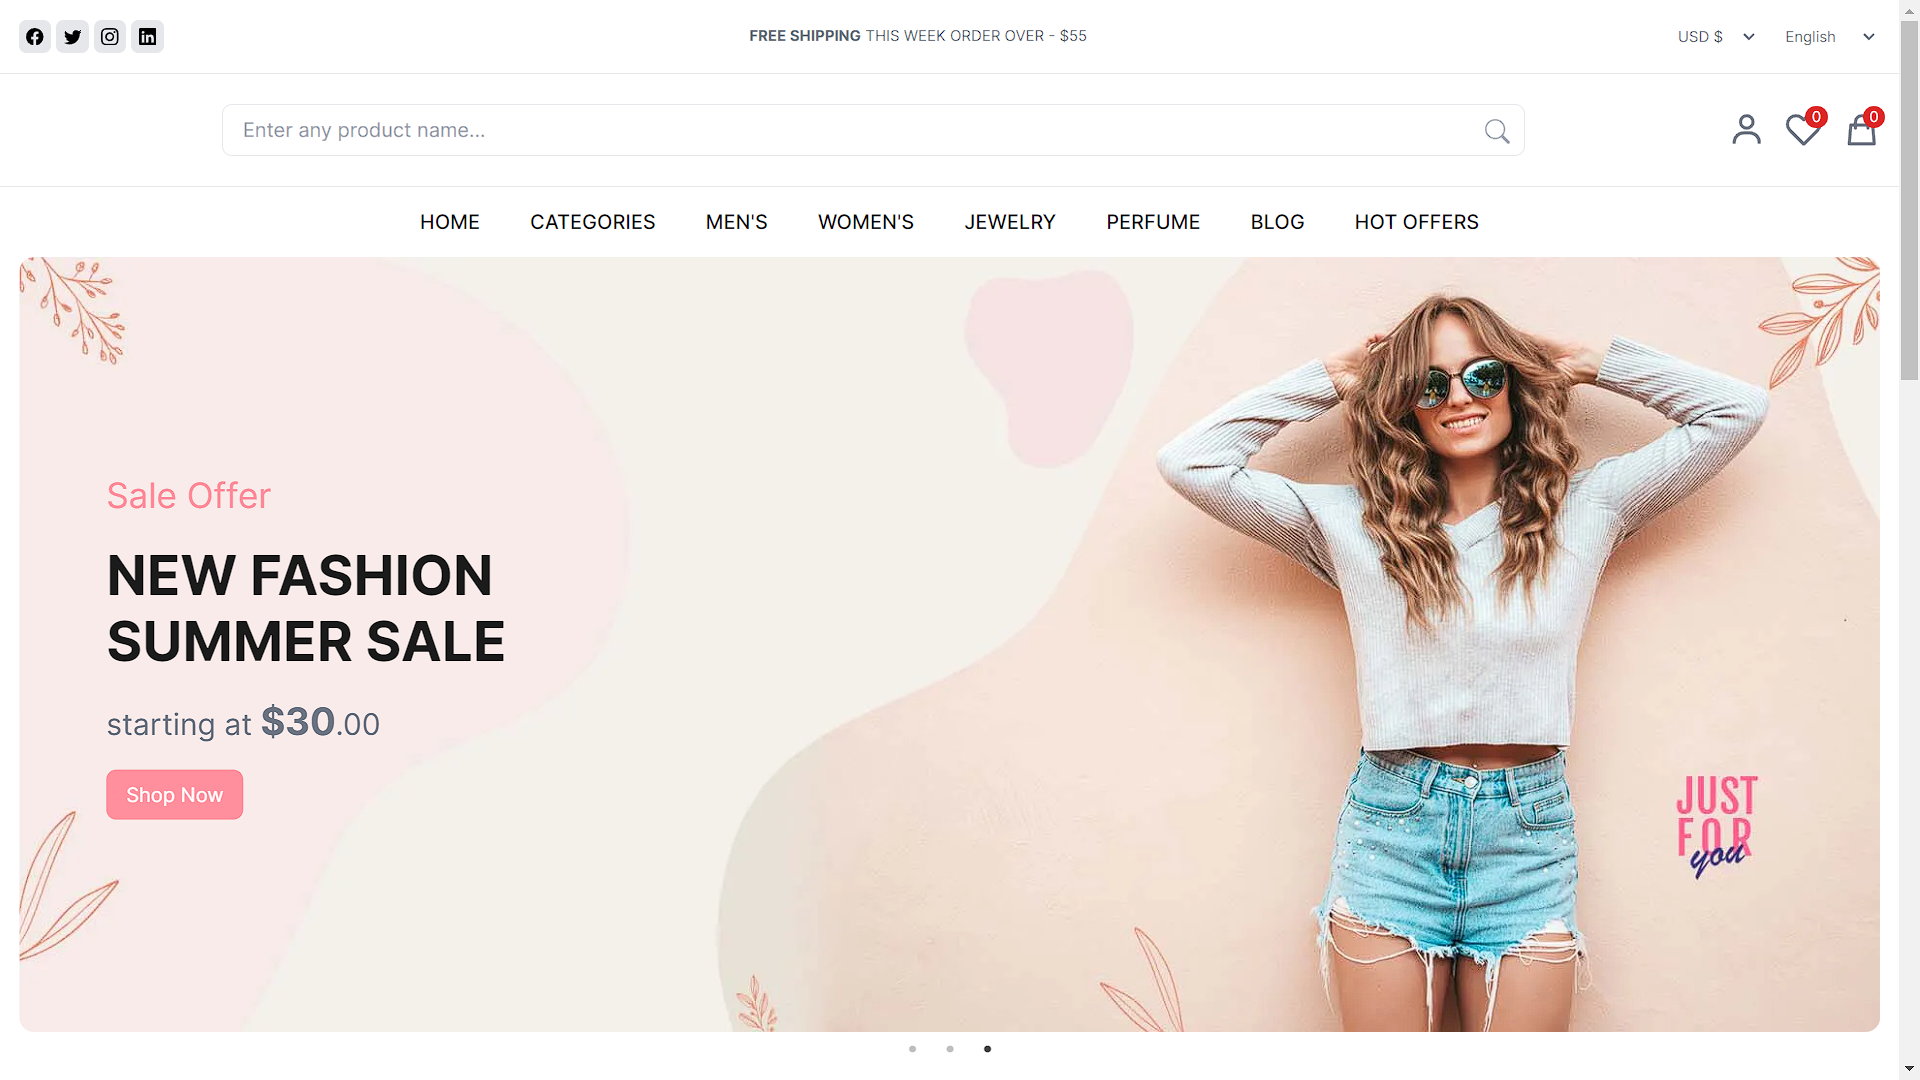 FREE SHIPPING THIS WEEK ORDER OVER - $55
USD $
English
Enter any product name...
0
0
HOME
CATEGORIES
MEN'S
WOMEN'S
JEWELRY
PERFUME
BLOG
HOT OFFERS
Sale Offer
NEW FASHION
SUMMER SALE
starting at $30.00
Shop Now
JUST
FOR
you